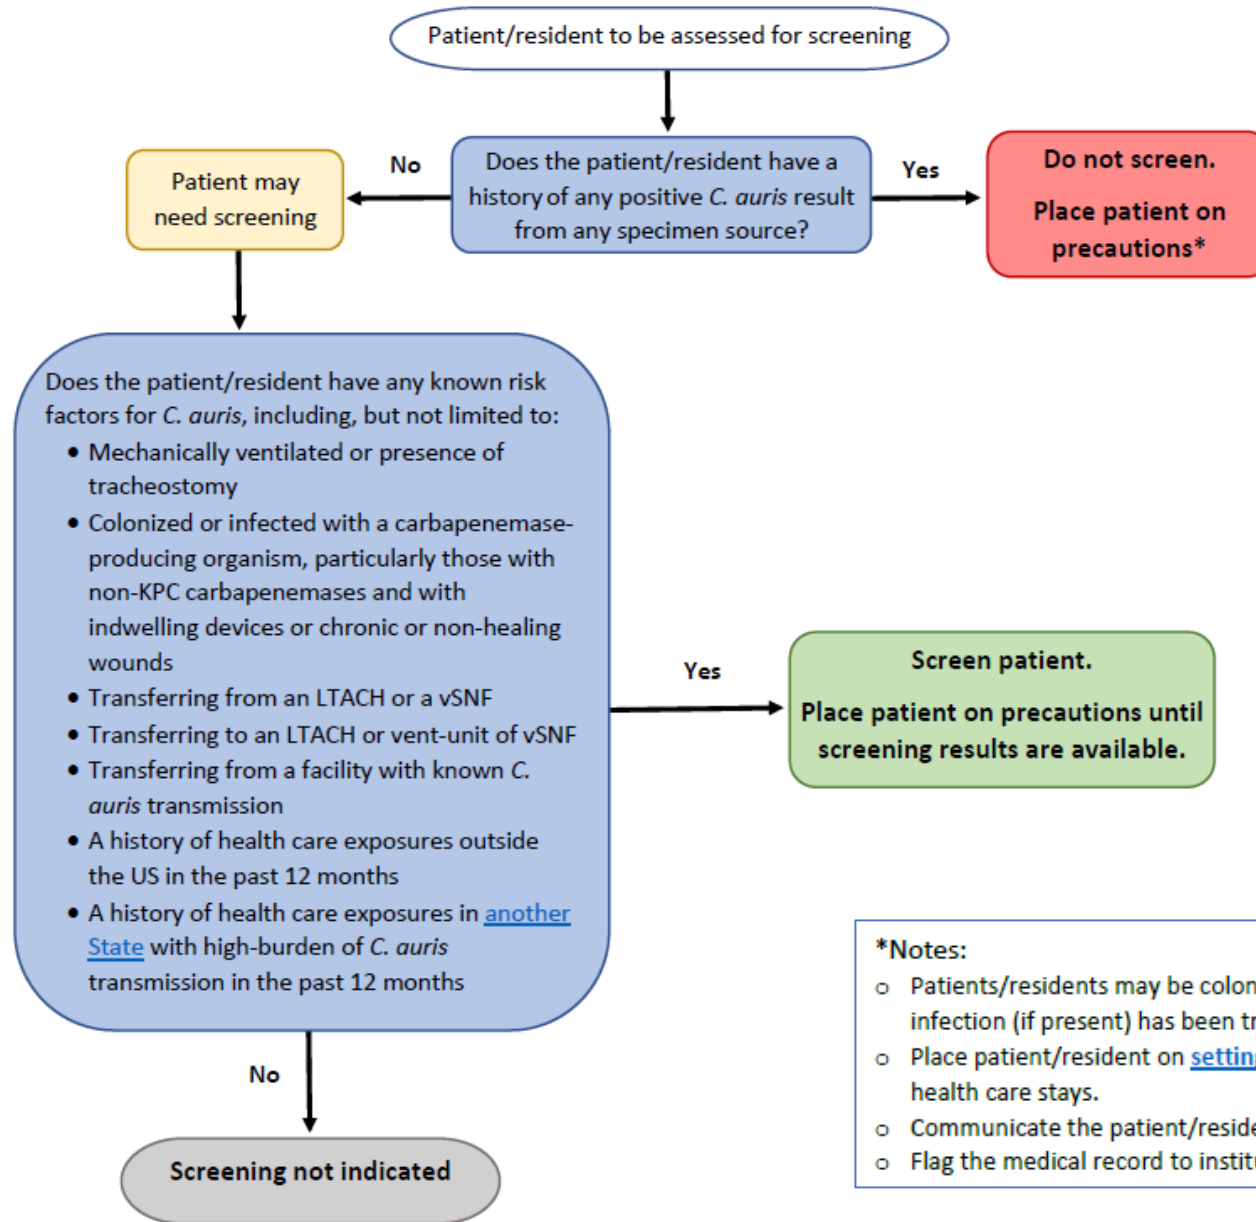 Patient/resident to be assessed for screening
No
Does the patient/resident have a
history of any positive C. auris result
from any specimen source?
Yes
Do not screen.
Place patient on
precautions*
Patient may
need screening
Does the patient/resident have any known risk
factors for C. auris, including, but not limited to:
• Mechanically ventilated or presence of
tracheostomy
• Colonized or infected with a carbapenemase-
producing organism, particularly those with
non-KPC carbapenemases and with
indwelling devices or chronic or non-healing
wounds
• Transferring from an LTACH or a vSNF
• Transferring to an LTACH or vent-unit of vSNF
• Transferring from a facility with known C.
auris transmission
• A history of health care exposures outside
the US in the past 12 months
• A history of health care exposures in another
State with high-burden of C. auris
transmission in the past 12 months
Yes
Screen patient.
Place patient on precautions until
screening results are available.
No
Screening not indicated
*Notes:
o Patients/residents may be
infection (if present) has been
o Place patient/resident on
health care stays.
o Communicate the
o Flag the medical record to